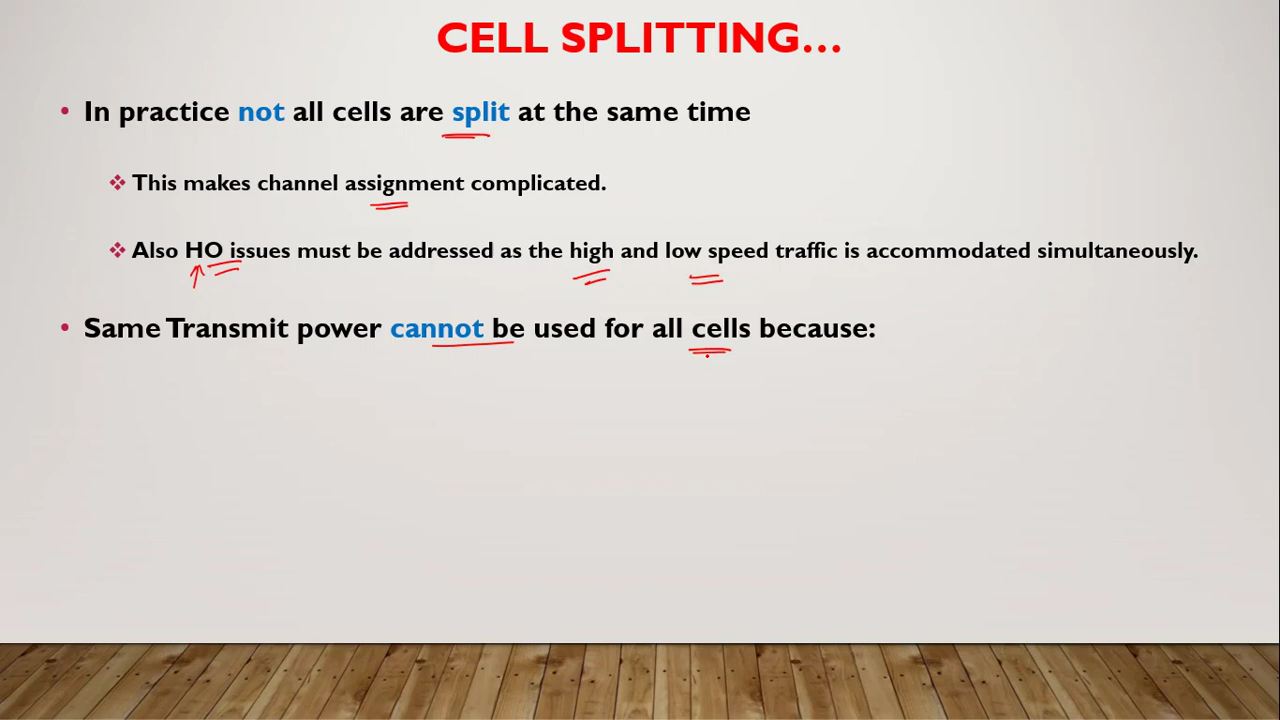 CELL SPLITTING...
• In practice not all cells are split at the same time
❖ This makes channel assignment complicated.
❖ Also HO issues must be addressed as the high and low speed traffic is accommodated simultaneously.
• Same Transmit power cannot be used for all cells because: